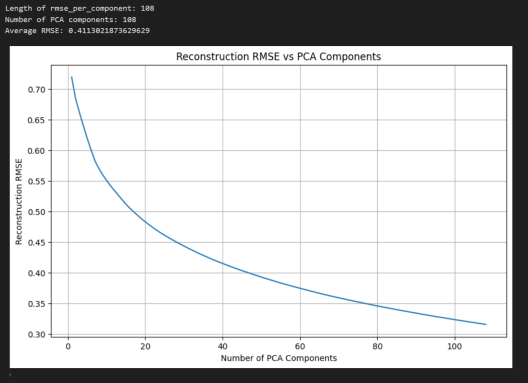 Length of rmse_per_component: 108
Number of PCA components: 108
Average RMSE: 0.4113021873629629
Reconstruction RMSE vs PCA Components
0.70
0.65
0.60
0.55
0.50
0.45
0.40
0.35
0.30
Reconstruction RMSE
0 20 40 60 80 100
Number of PCA Components